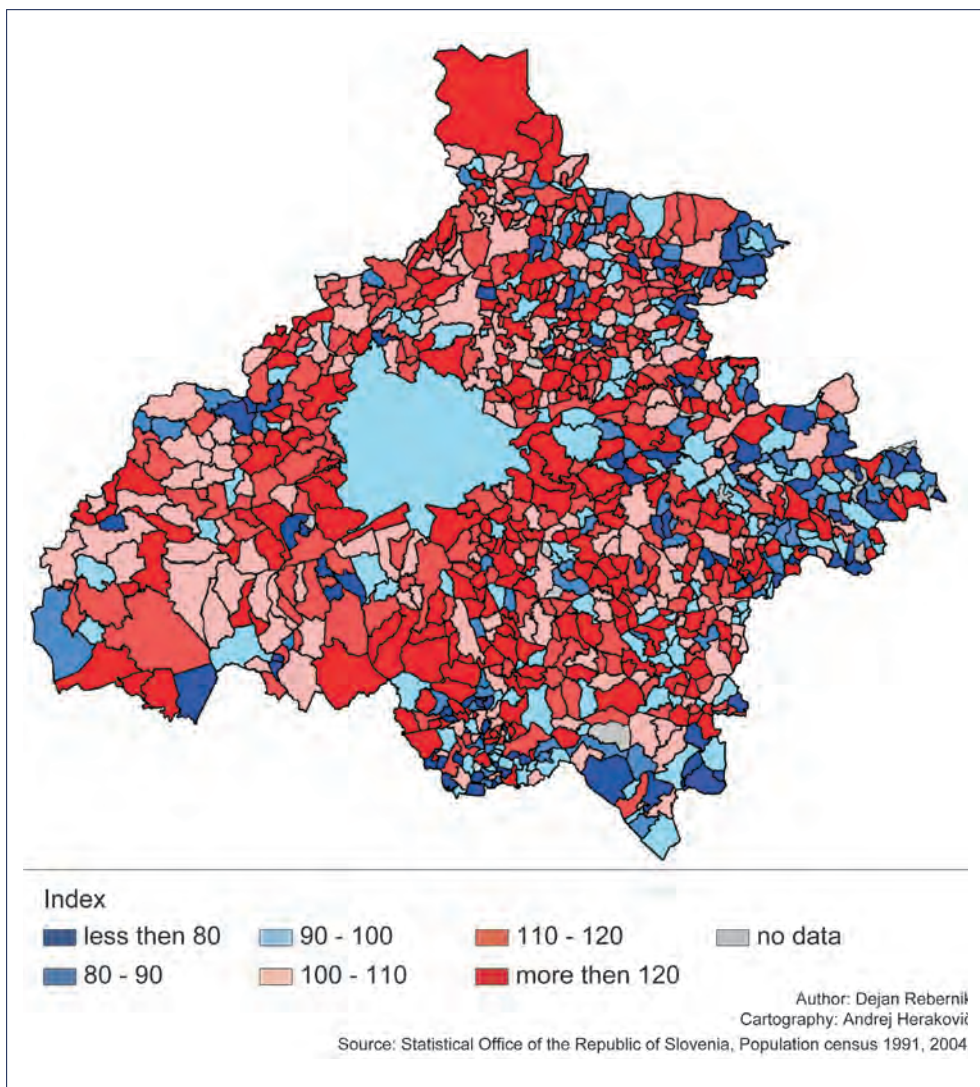 Index
less then 80 90 - 100 110 - 120 no data
80 - 90 100 - 110 more then 120
Author: Dejan Rebernik
Cartography: Andrej Heraković
Source: Statistical Office of the Republic of Slovenia, Population census 1991, 2004